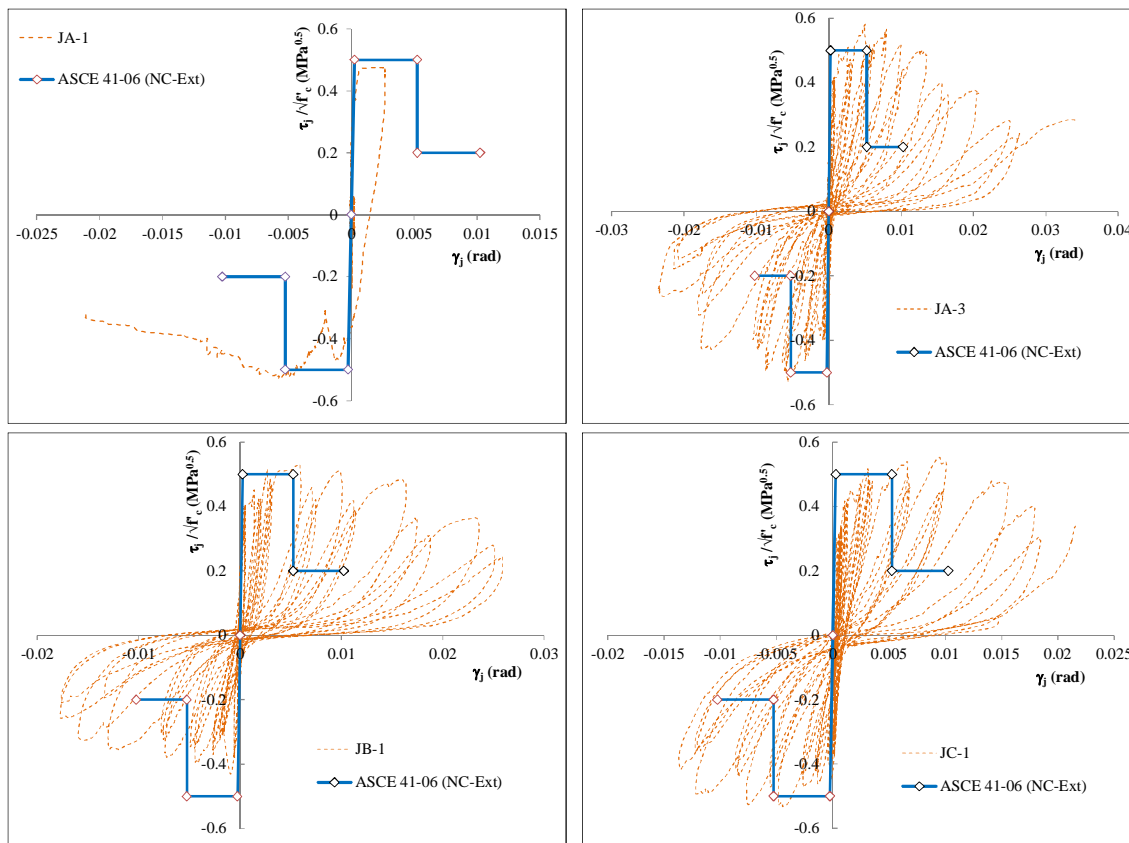 JA-1
ASCE 41-06 (NC-Ext)
τj /√f'c (MPa0.5)
γj (rad)
0.6
0.4
0.2
0
-0.2
-0.4
-0.6
-0.025 -0.02 -0.015 -0.01 -0.005 0 0.005 0.01 0.015
JA-3
ASCE 41-06 (NC-Ext)
τj /√f'c (MPa0.5)
γj (rad)
0.6
0.4
0.2
0
-0.2
-0.4
-0.6
-0.03 -0.02 -0.01 0 0.01 0.02 0.03 0.04
JB-1
ASCE 41-06 (NC-Ext)
τj /√f'c (MPa0.5)
γj (rad)
0.6
0.4
0.2
0
-0.2
-0.4
-0.6
-0.02 -0.01 0 0.01 0.02 0.03
JC-1
ASCE 41-06 (NC-Ext)
τj /√f'c (MPa0.5)
γj (rad)
0.6
0.4
0.2
0
-0.2
-0.4
-0.6
-0.02 -0.015 -0.01 -0.005 0 0.005 0.01 0.015 0.02 0.025